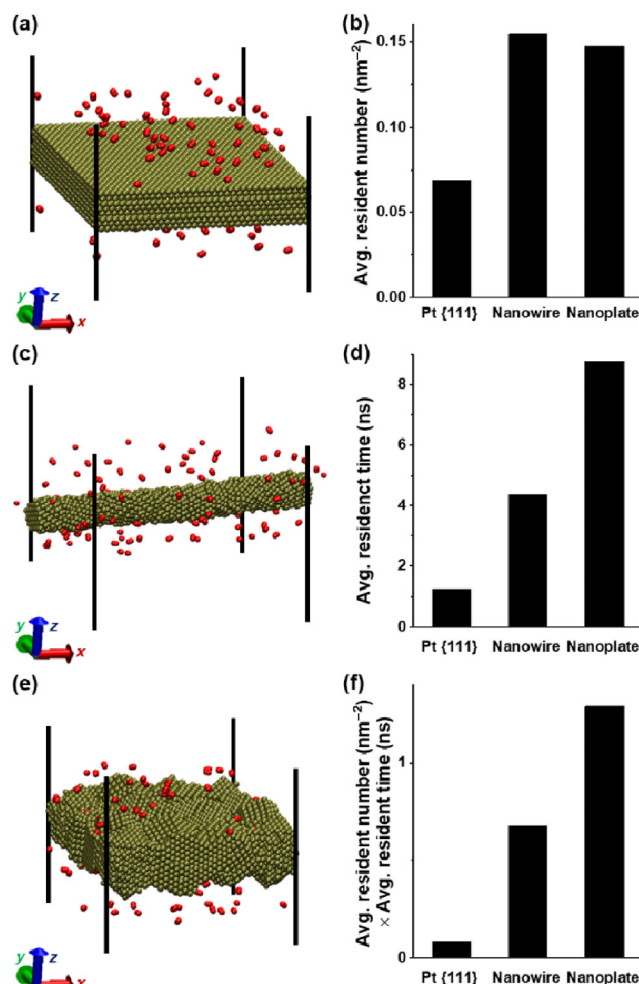 (a)
y
z
x
(b)
Avg. resident number (nm⁻²)
0.15
0.10
0.05
0.00
Pt {111} Nanowire Nanoplate
(c)
y
z
x
(d)
Avg. residenct time (ns)
8
6
4
2
0
Pt {111} Nanowire Nanoplate
(e)
y
z
x
(f)
Avg. resident number (nm⁻²)
× Avg. resident time (ns)
1
0
Pt {111} Nanowire Nanoplate